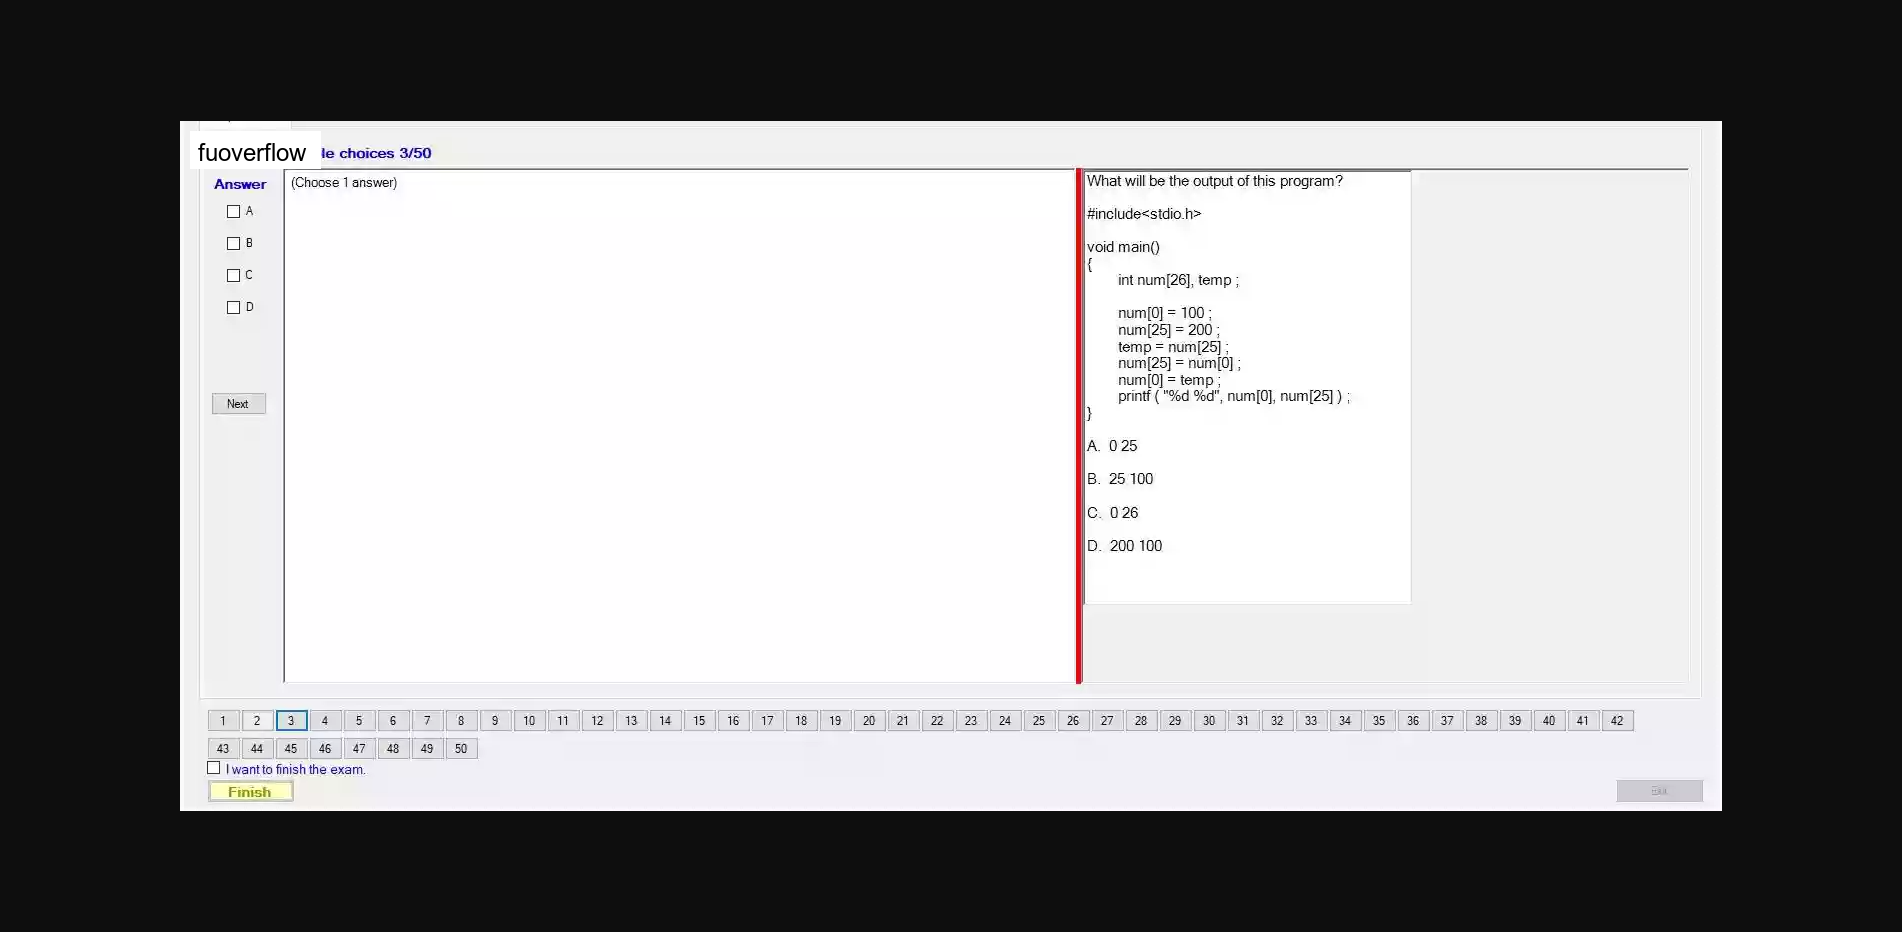 fuoverflow
le choices 3/50
Answer
(Choose 1 answer)
A
B
C
D
Next
What will be the output of this program?
#include<stdio.h>
void main()
{
int num[26], temp ;
num[0] = 100 ;
num[25] = 200 ;
temp = num[25] ;
num[25] = num[0] ;
num[0] = temp ;
printf ( "%d %d", num[0], num[25] ) ;
}
A. 0 25
B. 25 100
C. 0 26
D. 200 100
1 2 3 4 5 6 7 8 9 10 11 12 13 14 15 16 17 18 19 20 21 22 23 24 25 26 27 28 29 30 31 32 33 34 35 36 37 38 39 40 41 42
43 44 45 46 47 48 49 50
I want to finish the exam.
Finish
Exit